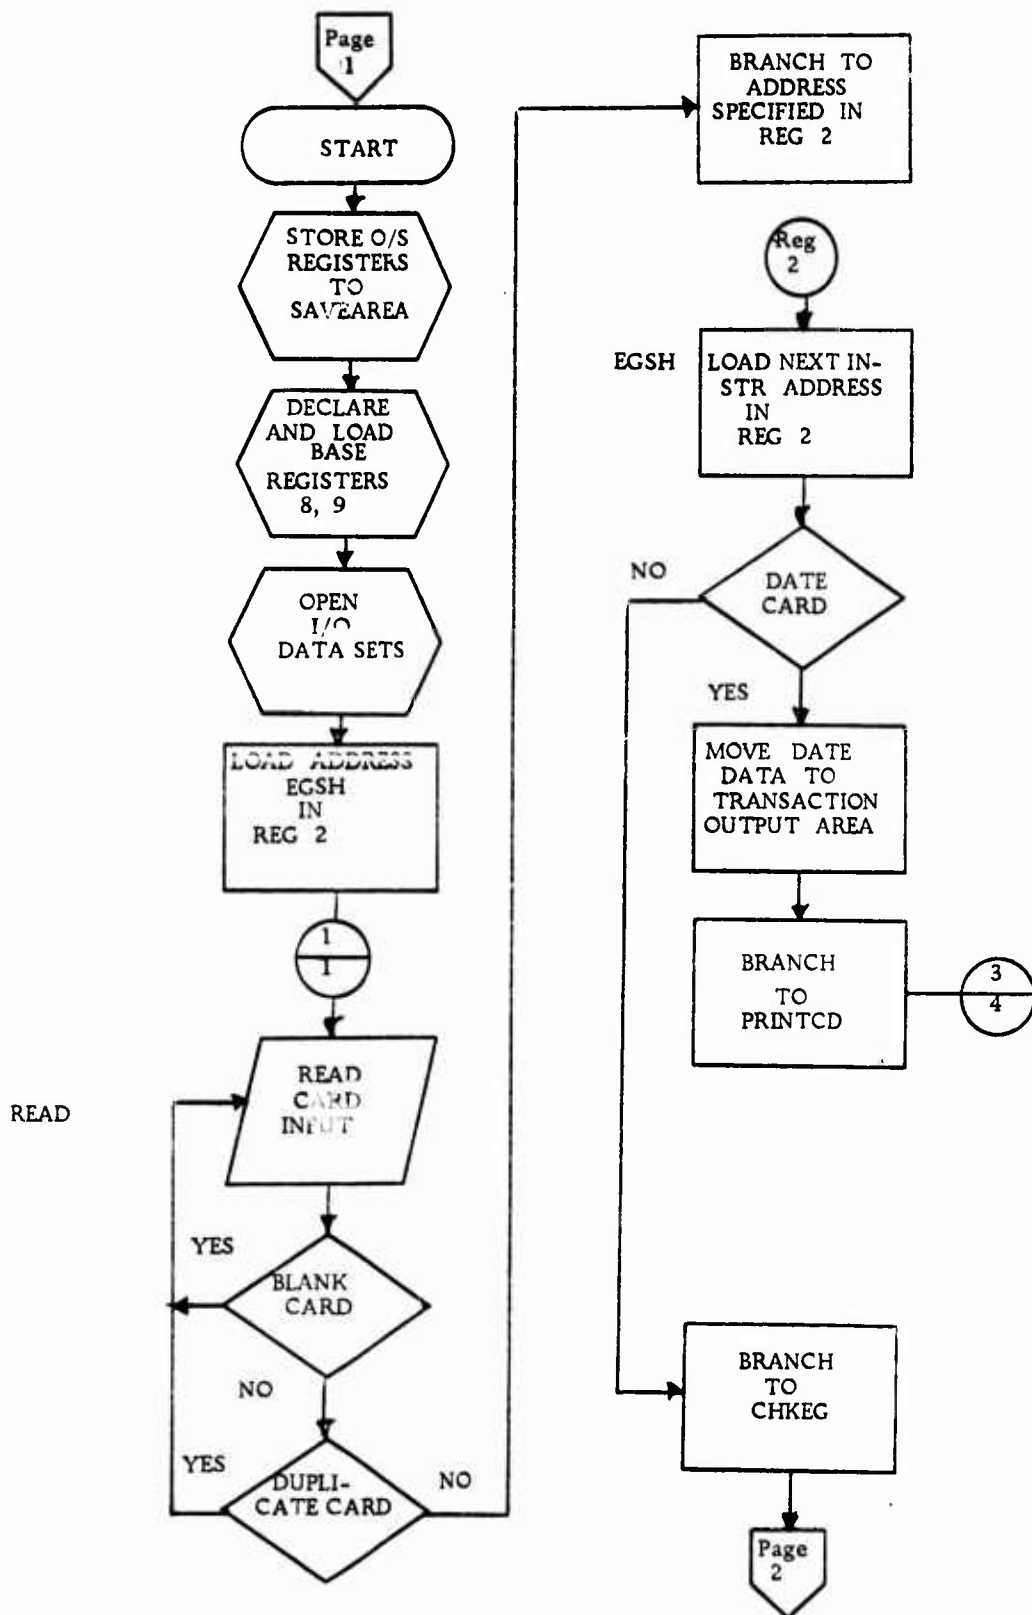 Page
1
START
STORE O/S
REGISTERS
TO
SAVEAREA
DECLARE
AND LOAD
BASE
REGISTERS
8, 9
OPEN
I/O
DATA SETS
LOAD ADDRESS
EGSH
IN
REG 2
1
1
READ
READ
CARD
INPUT
YES
BLANK
CARD
NO
YES
DUPLI-
CATE CARD
NO
BRANCH TO
ADDRESS
SPECIFIED IN
REG 2
Reg
2
EGSH
LOAD NEXT IN-
STR ADDRESS
IN
REG 2
NO
DATE
CARD
YES
MOVE DATE
DATA TO
TRANSACTION
OUTPUT AREA
BRANCH
TO
PRINTCD
3
4
BRANCH
TO
CHKEG
Page
2